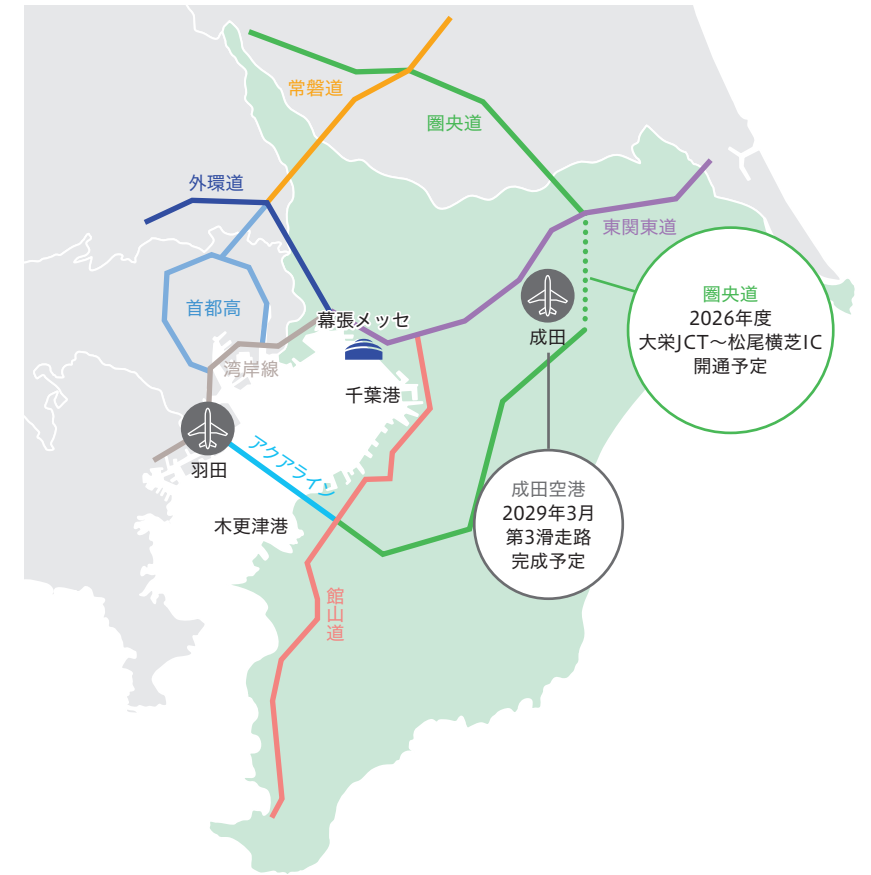 常磐道
圏央道
外環道
東関東道
圏央道
2026年度
大栄JCT～松尾横芝IC
開通予定
首都高
幕張メッセ
成田
湾岸線
千葉港
アクアライン
羽田
成田空港
2029年3月
第3滑走路
完成予定
木更津港
館山道